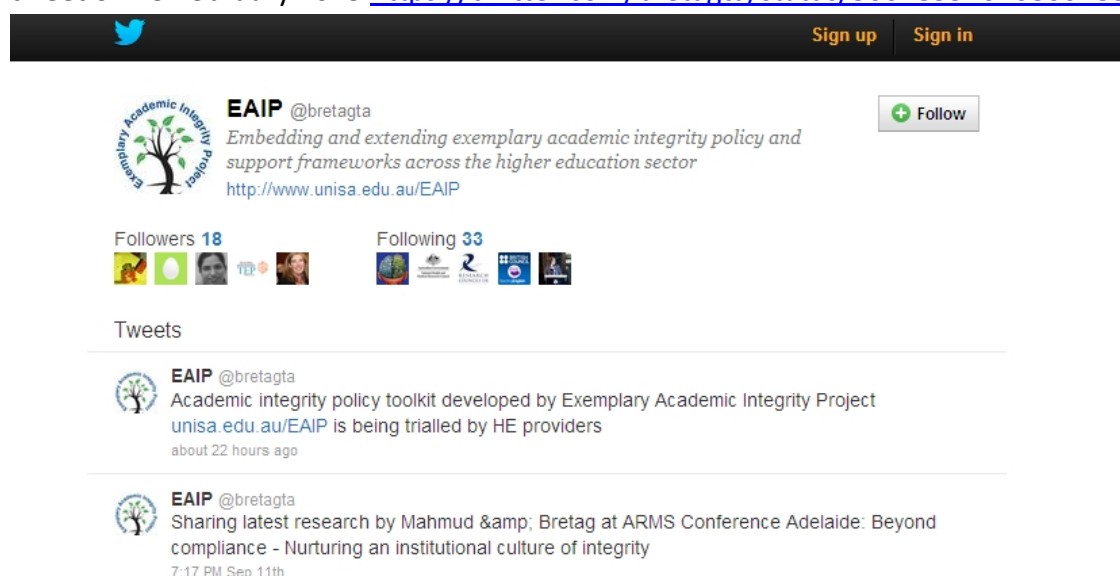 Sign up Sign in
Exemplary Academic Integrity Project
EAIP @bretagta
Follow
Embedding and extending exemplary academic integrity policy and
support frameworks across the higher education sector
http://www.unisa.edu.au/EAIP
Followers 18 Following 33
Tweets
EAIP @bretagta
Academic integrity policy toolkit developed by Exemplary Academic Integrity Project
unisa.edu.au/EAIP is being trialled by HE providers
about 22 hours ago
EAIP @bretagta
Sharing latest research by Mahmud &amp; Bretag at ARMS Conference Adelaide: Beyond
compliance - Nurturing an institutional culture of integrity
7:17 PM Sep 11th